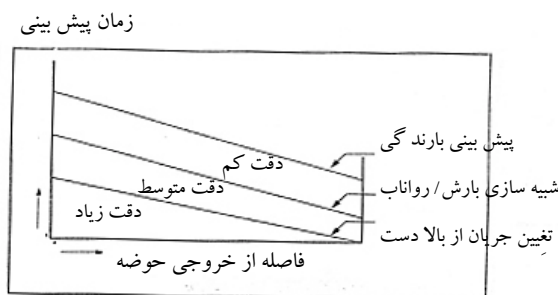 زمان پیش بینی
پیش بینی بارند گی
دقت کم
شبیه سازی بارش/ رواناب
دقت متوسط
دقت زیاد
تعیین جریان از بالا دست
فاصله از خروجی حوضه